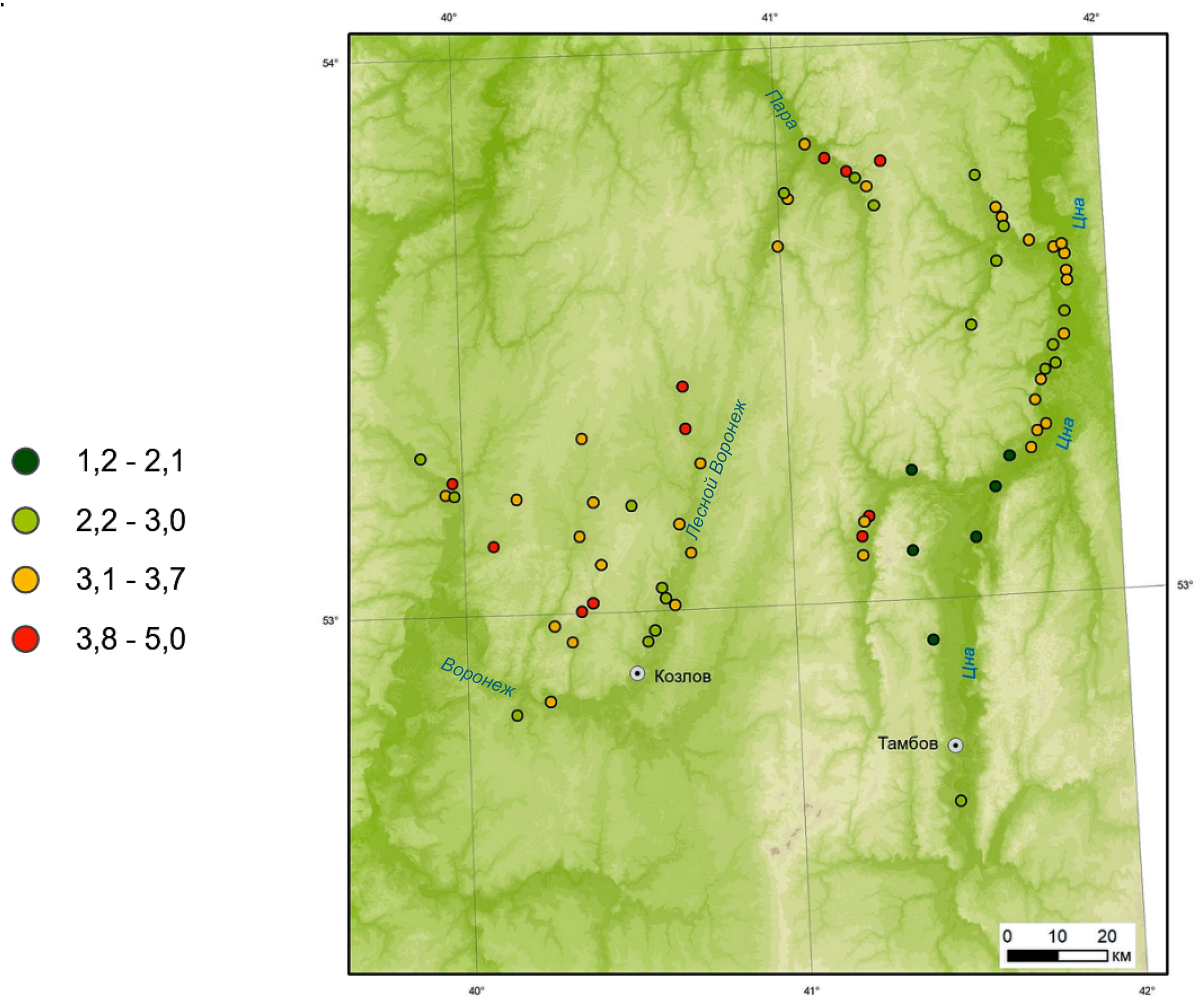 .
40° 41° 42°
54°
Пара
Цна
Лесной Воронеж
Цна
1,2 - 2,1
2,2 - 3,0
3,1 - 3,7
3,8 - 5,0
53°
53°
Воронеж
Козлов
Цна
Тамбов
0 10 20
км
40° 41° 42°